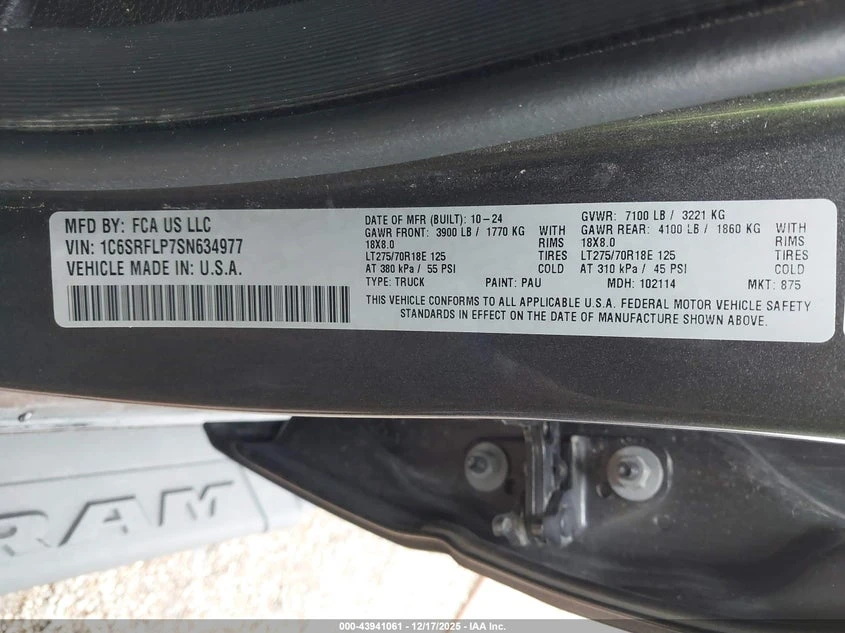 MFD BY: FCA US LLC
VIN: 1C6SRFLP7SN634977
VEHICLE MADE IN: U.S.A.
DATE OF MFR (BUILT): 10-24
GAWR FRONT: 3900 LB / 1770 KG WITH
18X8.0 RIMS
LT275/70R18E 125 TIRES
AT 380 kPa / 55 PSI COLD
TYPE: TRUCK PAINT: PAU
GVWR: 7100 LB / 3221 KG
GAWR REAR: 4100 LB / 1860 KG WITH
18X8.0 RIMS
LT275/70R18E 125 TIRES
AT 310 kPa / 45 PSI COLD
MDH: 102114 MKT: 875
THIS VEHICLE CONFORMS TO ALL APPLICABLE U.S.A. FEDERAL MOTOR VEHICLE SAFETY
STANDARDS IN EFFECT ON THE DATE OF MANUFACTURE SHOWN ABOVE.
RAM
000-43941061 - 12/17/2025 - IAA Inc.